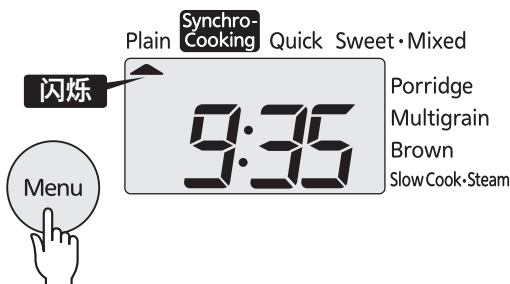 Synchro-
Plain Cooking Quick Sweet·Mixed
闪烁
9:35
Porridge
Multigrain
Brown
Slow Cook·Steam
Menu